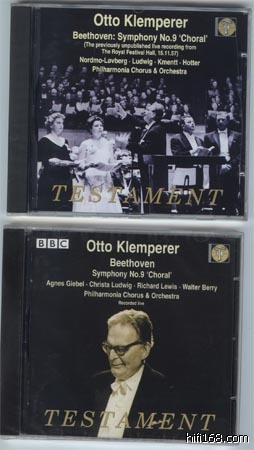 Otto Klemperer
Beethoven: Symphony No.9 'Choral'
(The previously unpublished live recording from
The Royal Festival Hall, 15.11.57)
Nordmo-Løvberg · Ludwig · Kmentt · Hotter
Philharmonia Chorus & Orchestra
TESTAMENT
BBC
Otto Klemperer
Beethoven
Symphony No.9 'Choral'
Agnes Giebel · Christa Ludwig · Richard Lewis · Walter Berry
Philharmonia Chorus & Orchestra
Recorded live
TESTAMENT
hifi168.com